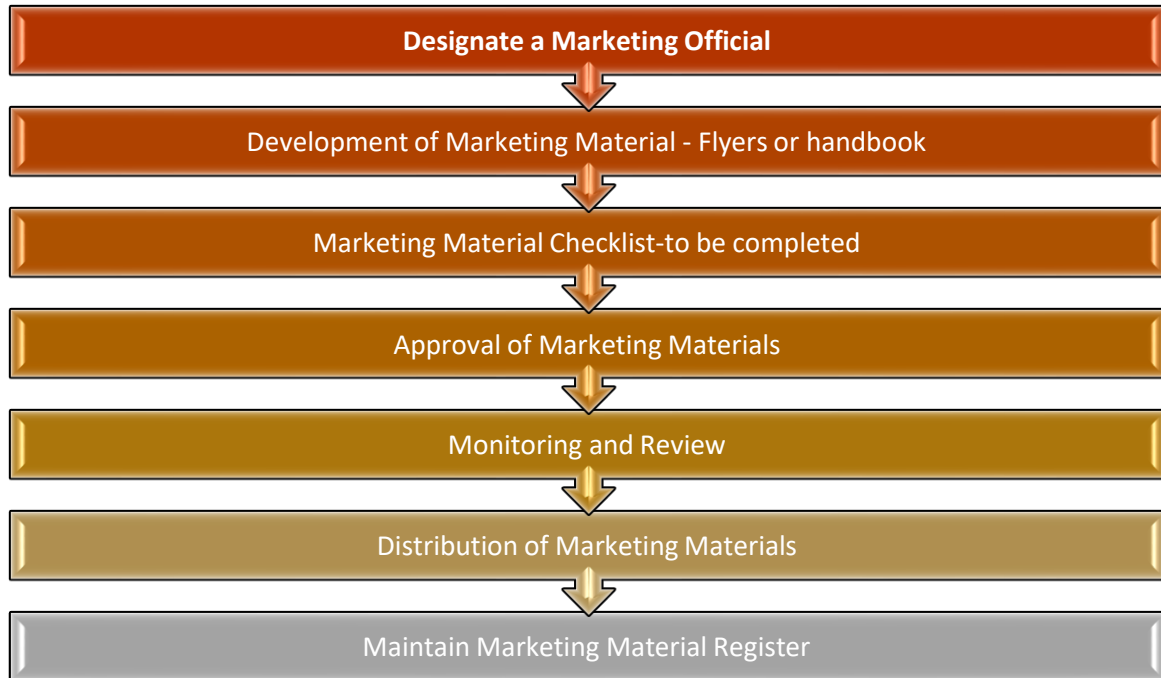 Designate a Marketing Official
Development of Marketing Material - Flyers or handbook
Marketing Material Checklist-to be completed
Approval of Marketing Materials
Monitoring and Review
Distribution of Marketing Materials
Maintain Marketing Material Register